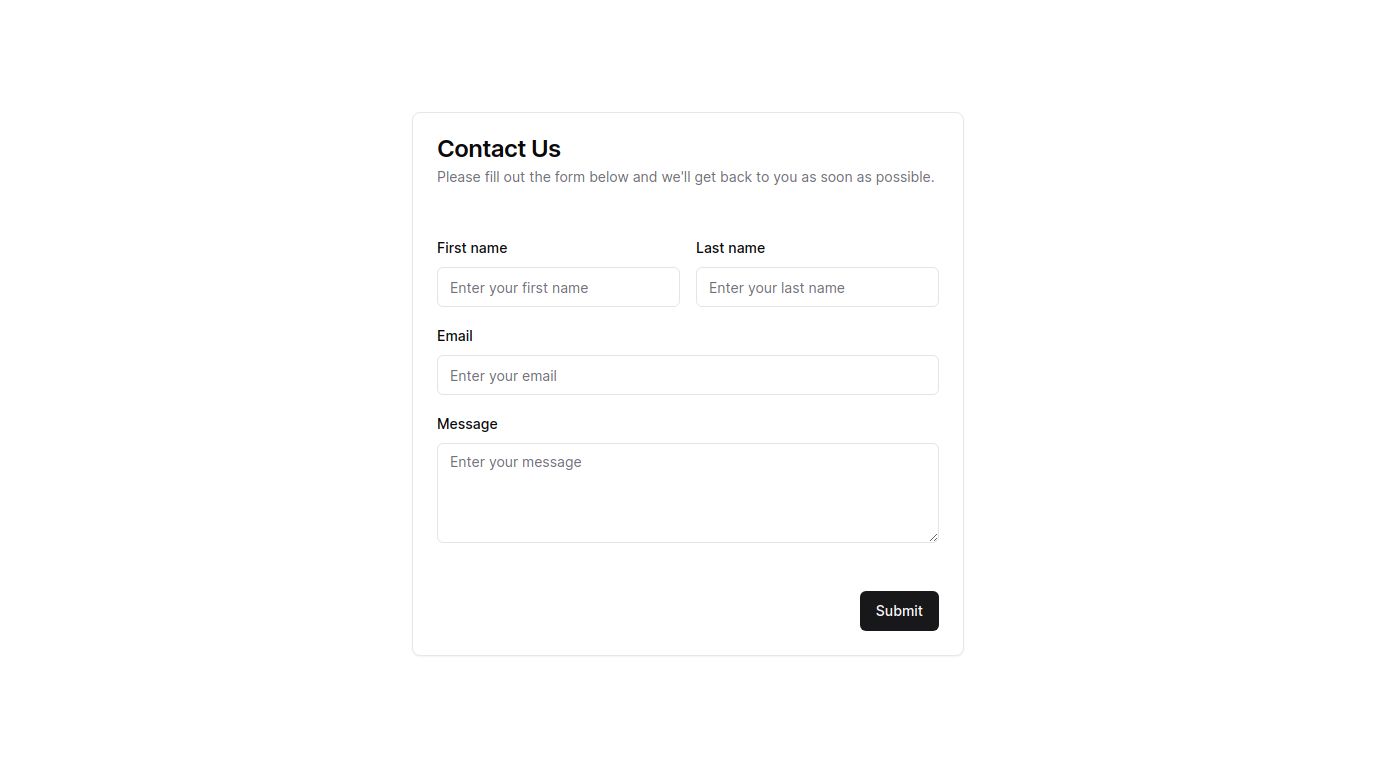 Contact Us
Please fill out the form below and we'll get back to you as soon as possible.
First name
Last name
Enter your first name
Enter your last name
Email
Enter your email
Message
Enter your message
Submit